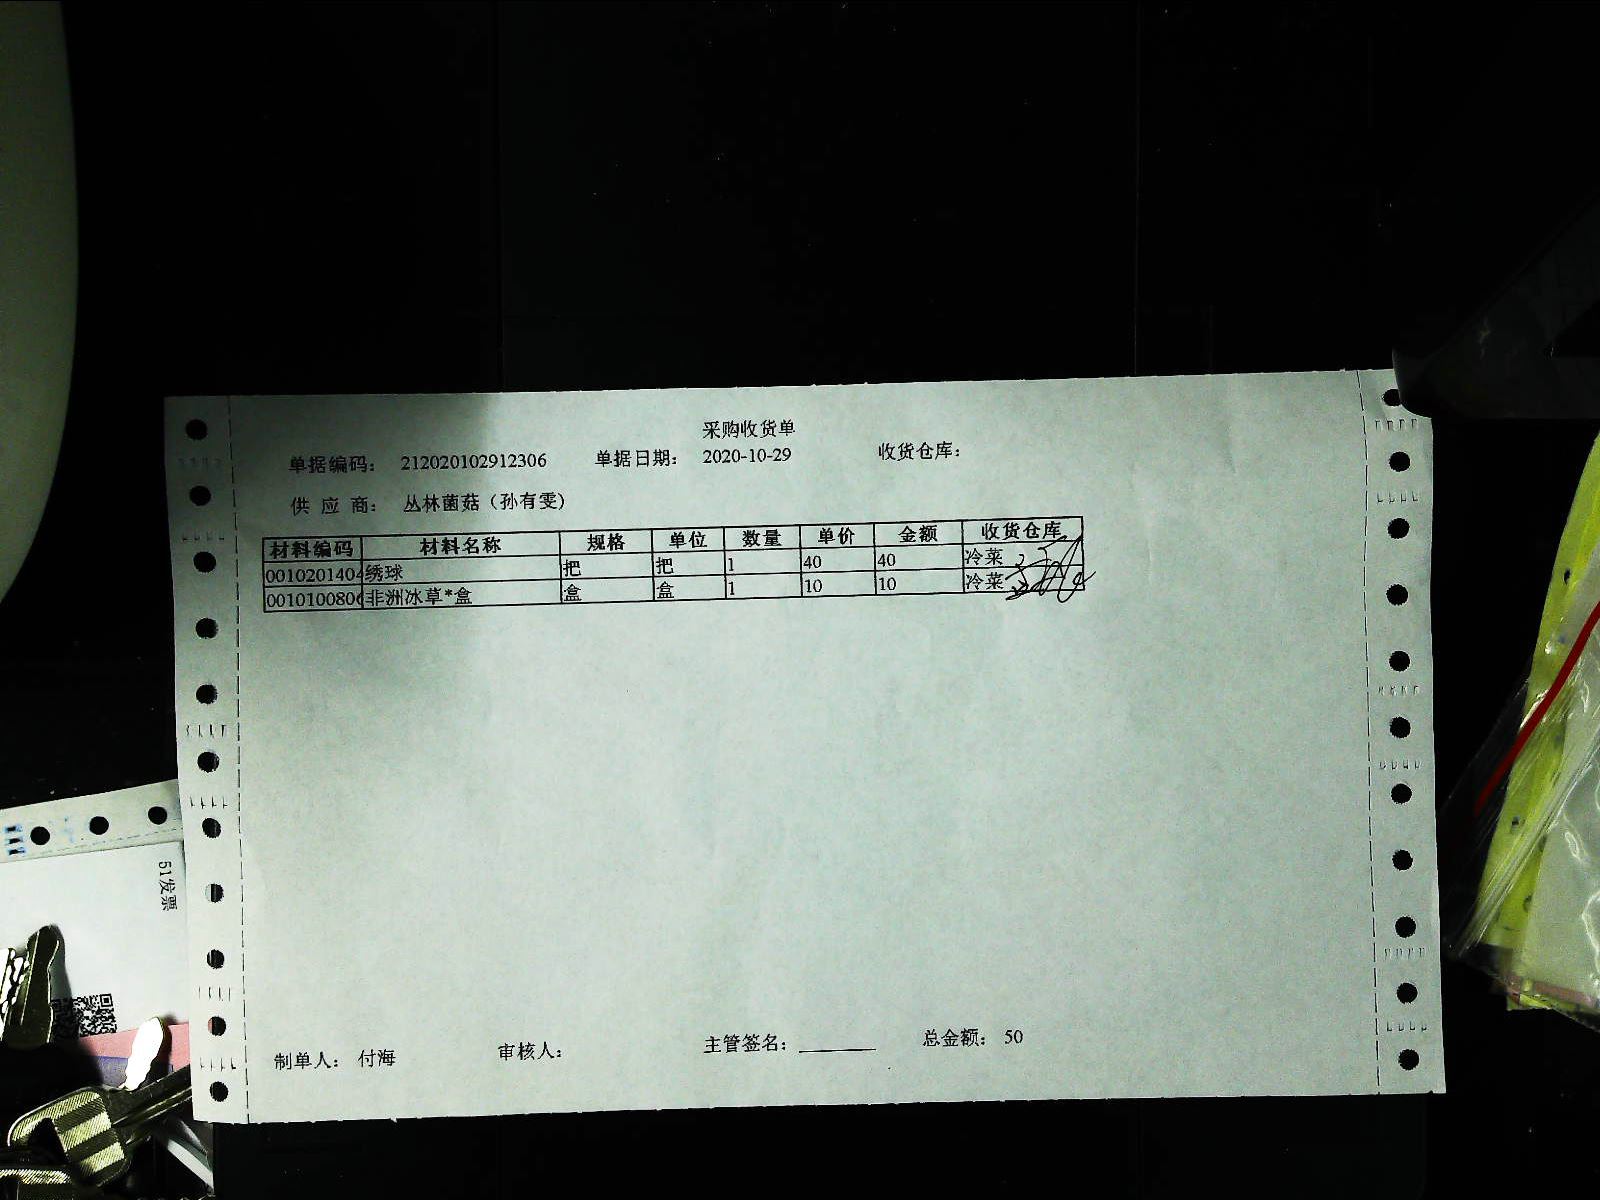 采购收货单
单据编码： 212020102912306 单据日期： 2020-10-29 收货仓库：
供 应 商： 丛林菌菇（孙有雯）
材料编码 材料名称 规格 单位 数量 单价 金额 收货仓库
0010201404 绣球 把 把 1 40 40 冷菜
0010100806 非洲冰草*盒 盒 盒 1 10 10 冷菜
制单人： 付海 审核人： 主管签名： 总金额： 50
51发票